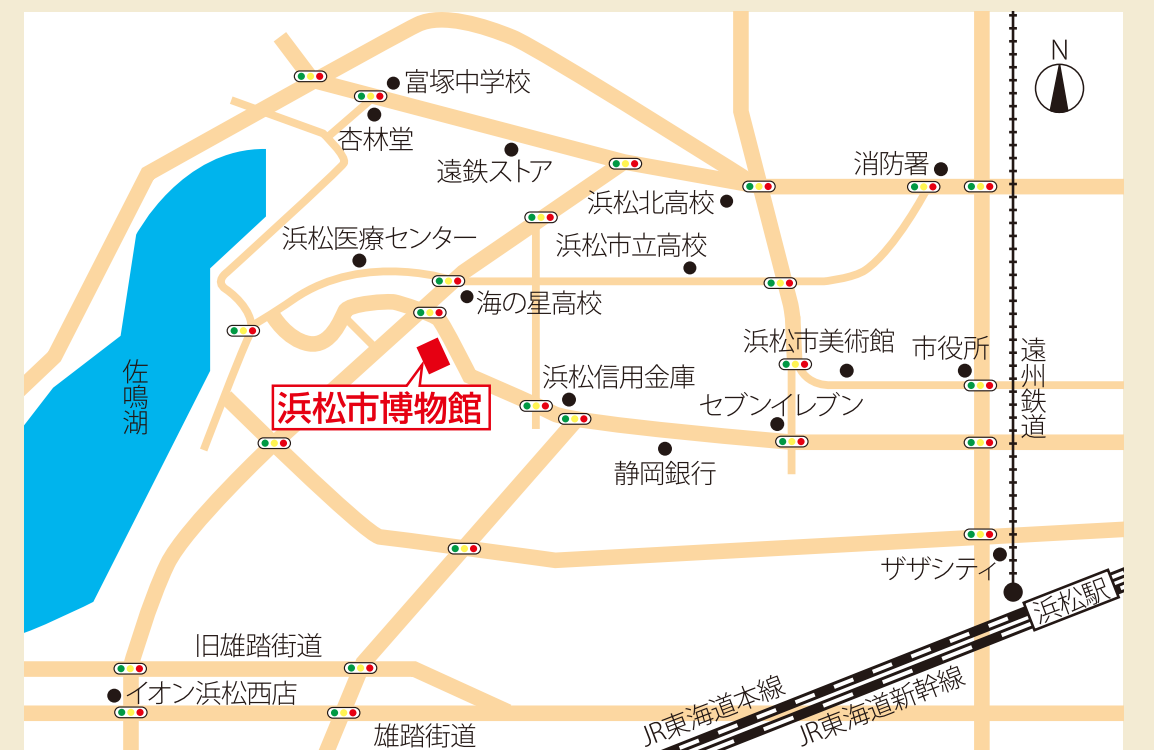 N
富塚中学校
杏林堂
遠鉄ストア
消防署
浜松北高校
浜松医療センター
浜松市立高校
海の星高校
浜松市美術館
市役所
遠州鉄道
佐鳴湖
浜松市博物館
浜松信用金庫
セブンイレブン
静岡銀行
ザザシティ
浜松駅
旧雄踏街道
イオン浜松西店
雄踏街道
JR東海道本線
JR東海道新幹線